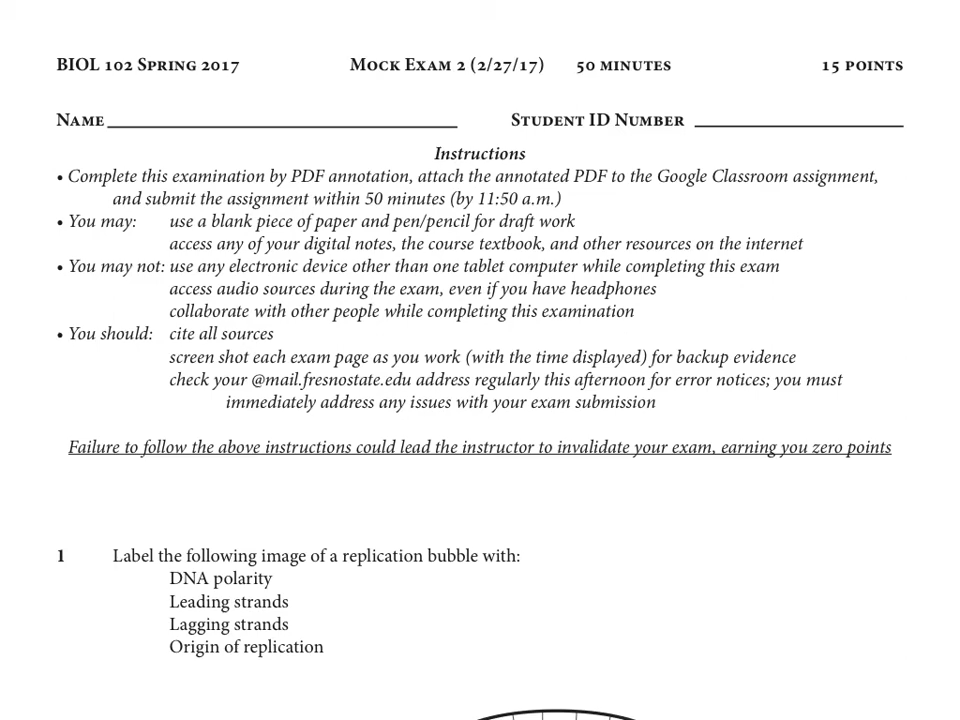 BIOL 102 Spring 2017 Mock Exam 2 (2/27/17) 50 minutes 15 points
Name Student ID Number
Instructions
• Complete this examination by PDF annotation, attach the annotated PDF to the Google Classroom assignment,
and submit the assignment within 50 minutes (by 11:50 a.m.)
• You may: use a blank piece of paper and pen/pencil for draft work
access any of your digital notes, the course textbook, and other resources on the internet
• You may not: use any electronic device other than one tablet computer while completing this exam
access audio sources during the exam, even if you have headphones
collaborate with other people while completing this examination
• You should: cite all sources
screen shot each exam page as you work (with the time displayed) for backup evidence
check your @mail.fresnostate.edu address regularly this afternoon for error notices; you must
immediately address any issues with your exam submission
Failure to follow the above instructions could lead the instructor to invalidate your exam, earning you zero points
1 Label the following image of a replication bubble with:
DNA polarity
Leading strands
Lagging strands
Origin of replication